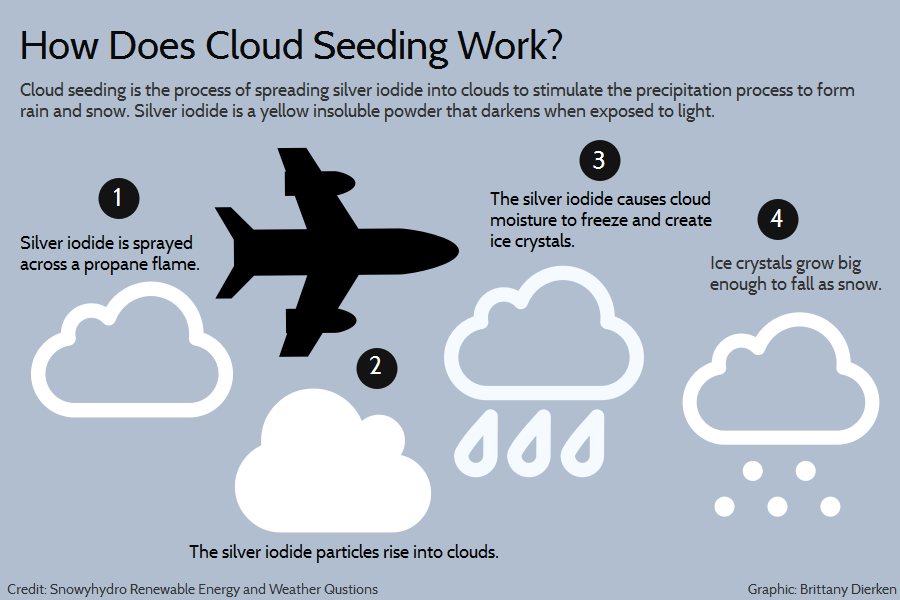 How Does Cloud Seeding Work?
Cloud seeding is the process of spreading silver iodide into clouds to stimulate the precipitation process to form
rain and snow. Silver iodide is a yellow insoluble powder that darkens when exposed to light.
1
Silver iodide is sprayed
across a propane flame.
2
The silver iodide particles rise into clouds.
3
The silver iodide causes cloud
moisture to freeze and create
ice crystals.
4
Ice crystals grow big
enough to fall as snow.
Credit: Snowyhydro Renewable Energy and Weather Qustions
Graphic: Brittany Dierken